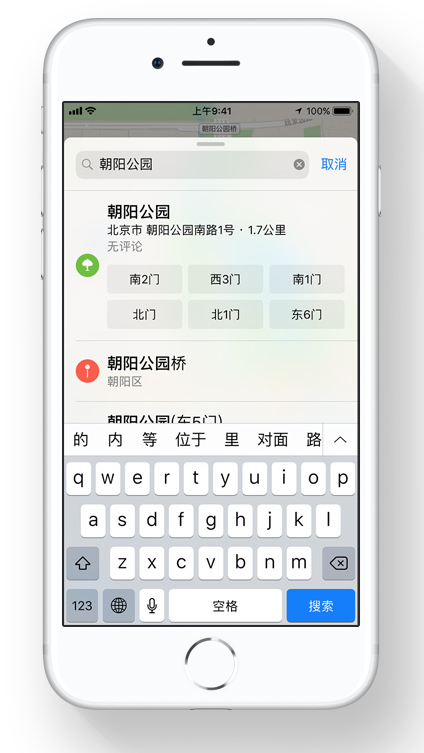 上午9:41
100%
朝阳公园桥
朝阳公园
取消
朝阳公园
北京市 朝阳公园南路1号 · 1.7公里
无评论
南2门 西3门 南1门
北门 北1门 东6门
朝阳公园桥
朝阳区
朝阳公园(东5门)
的 内 等 位于 里 对面 路
q w e r t y u i o p
a s d f g h j k l
z x c v b n m
123 空格 搜索